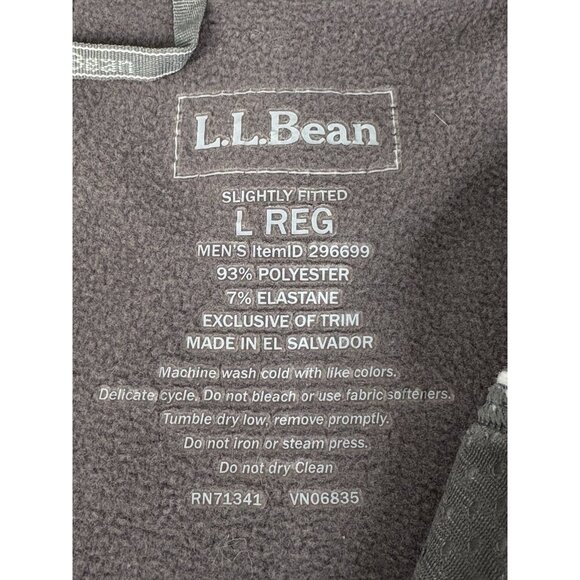 Bean
L.L.Bean
SLIGHTLY FITTED
L REG
MEN'S ItemID 296699
93% POLYESTER
7% ELASTANE
EXCLUSIVE OF TRIM
MADE IN EL SALVADOR
Machine wash cold with like colors.
Delicate cycle. Do not bleach or use fabric softeners.
Tumble dry low, remove promptly.
Do not iron or steam press.
Do not dry Clean
RN71341 VN06835